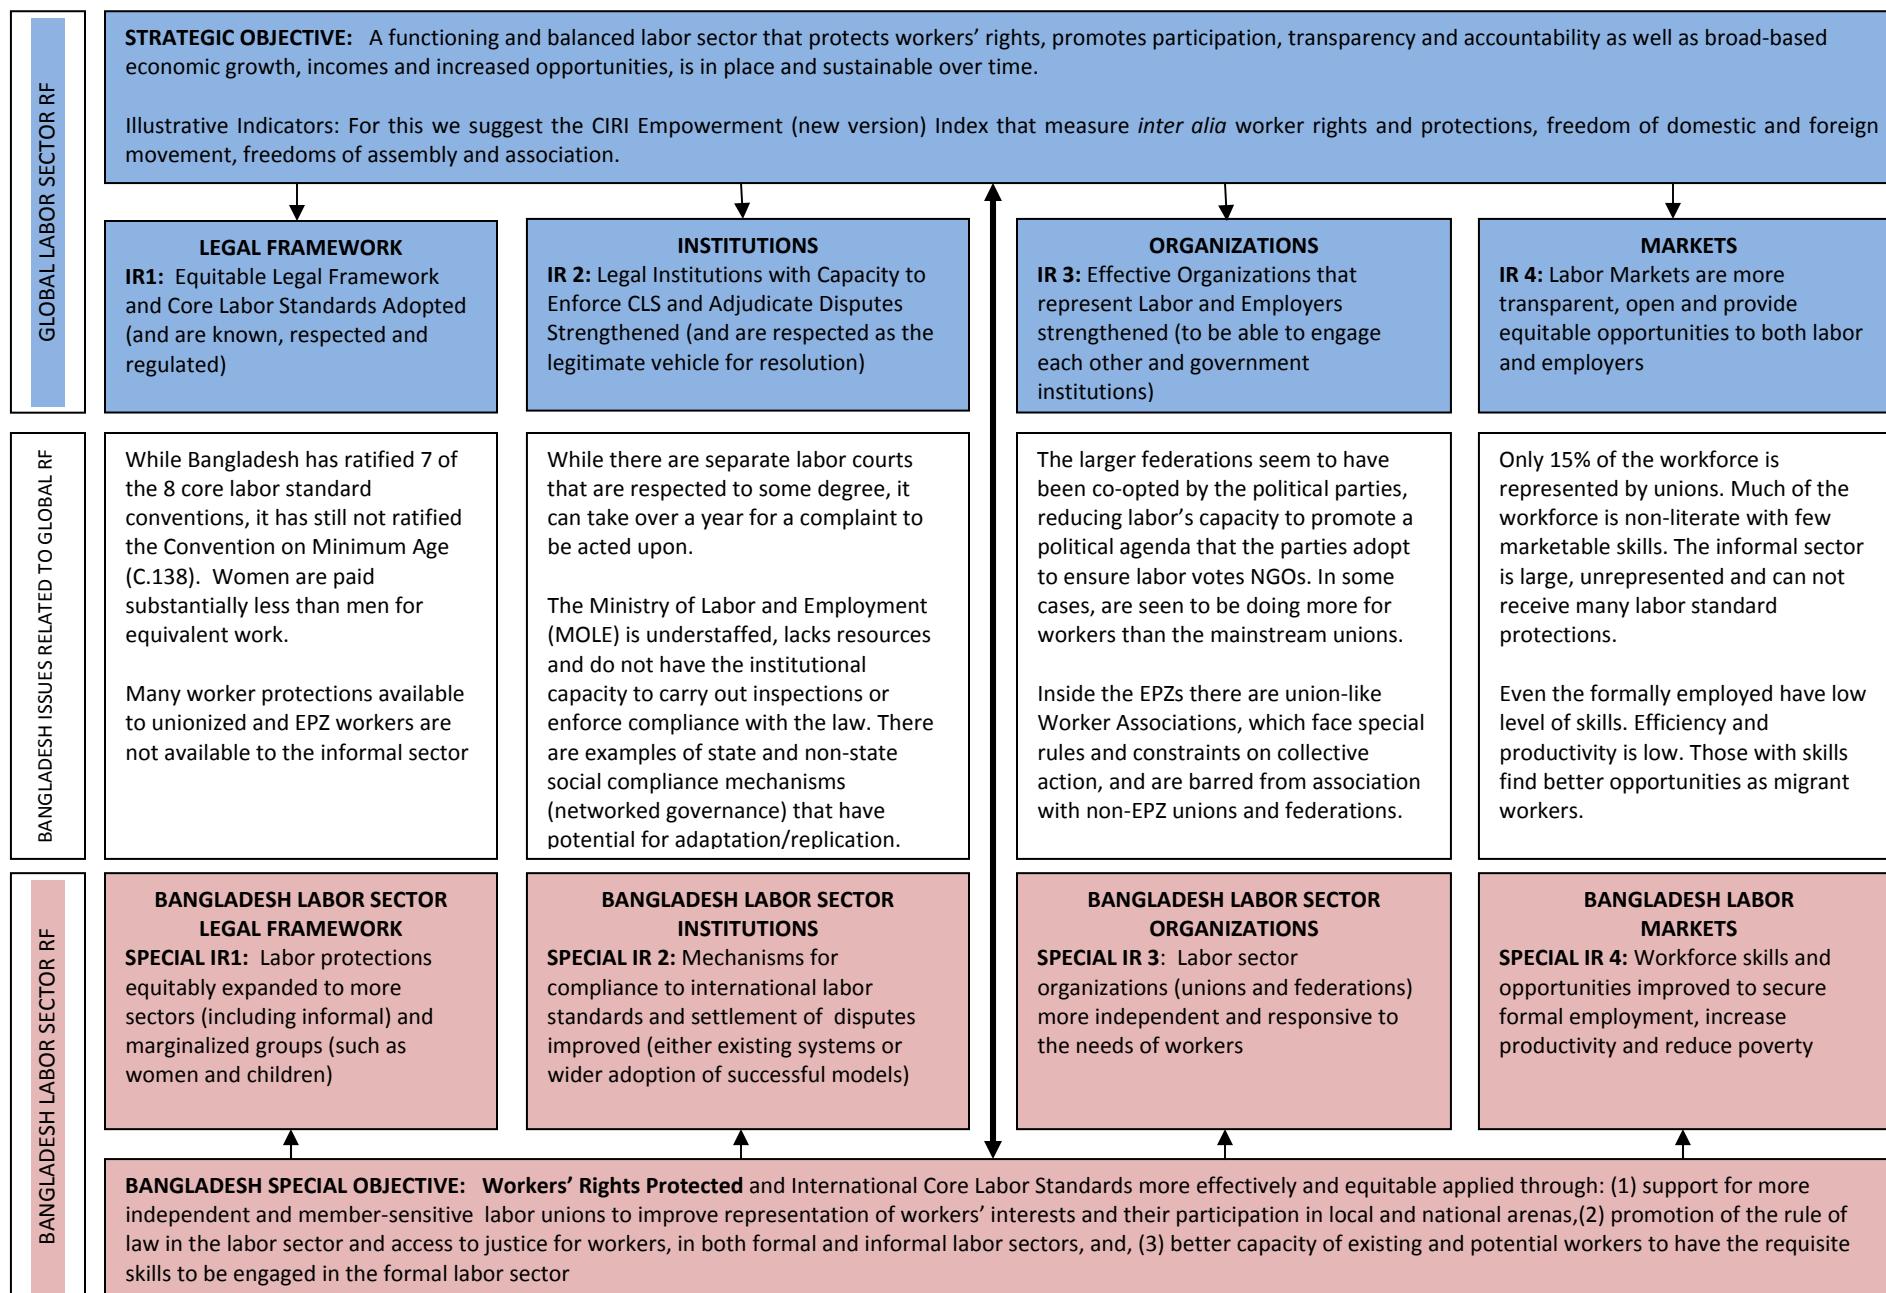 GLOBAL LABOR SECTOR RF
STRATEGIC OBJECTIVE: A functioning and balanced labor sector that protects workers’ rights, promotes participation, transparency and accountability as well as broad-based
economic growth, incomes and increased opportunities, is in place and sustainable over time.
Illustrative Indicators: For this we suggest the CIRI Empowerment (new version) Index that measure inter alia worker rights and protections, freedom of domestic and foreign
movement, freedoms of assembly and association.
LEGAL FRAMEWORK
IR1: Equitable Legal Framework
and Core Labor Standards Adopted
(and are known, respected and
regulated)
INSTITUTIONS
IR 2: Legal Institutions with Capacity to
Enforce CLS and Adjudicate Disputes
Strengthened (and are respected as the
legitimate vehicle for resolution)
ORGANIZATIONS
IR 3: Effective Organizations that
represent Labor and Employers
strengthened (to be able to engage
each other and government
institutions)
MARKETS
IR 4: Labor Markets are more
transparent, open and provide
equitable opportunities to both labor
and employers
BANGLADESH ISSUES RELATED TO GLOBAL RF
While Bangladesh has ratified 7 of
the 8 core labor standard
conventions, it has still not ratified
the Convention on Minimum Age
(C.138). Women are paid
substantially less than men for
equivalent work.
Many worker protections available
to unionized and EPZ workers are
not available to the informal sector
While there are separate labor courts
that are respected to some degree, it
can take over a year for a complaint to
be acted upon.
The Ministry of Labor and Employment
(MOLE) is understaffed, lacks resources
and do not have the institutional
capacity to carry out inspections or
enforce compliance with the law. There
are examples of state and non-state
social compliance mechanisms
(networked governance) that have
potential for adaptation/replication.
The larger federations seem to have
been co-opted by the political parties,
reducing labor’s capacity to promote a
political agenda that the parties adopt
to ensure labor votes NGOs. In some
cases, are seen to be doing more for
workers than the mainstream unions.
Inside the EPZs there are union-like
Worker Associations, which face special
rules and constraints on collective
action, and are barred from association
with non-EPZ unions and federations.
Only 15% of the workforce is
represented by unions. Much of the
workforce is non-literate with few
marketable skills. The informal sector
is large, unrepresented and can not
receive many labor standard
protections.
Even the formally employed have low
level of skills. Efficiency and
productivity is low. Those with skills
find better opportunities as migrant
workers.
BANGLADESH LABOR SECTOR RF
BANGLADESH LABOR SECTOR
LEGAL FRAMEWORK
SPECIAL IR1: Labor protections
equitably expanded to more
sectors (including informal) and
marginalized groups (such as
women and children)
BANGLADESH LABOR SECTOR
INSTITUTIONS
SPECIAL IR 2: Mechanisms for
compliance to international labor
standards and settlement of disputes
improved (either existing systems or
wider adoption of successful models)
BANGLADESH LABOR SECTOR
ORGANIZATIONS
SPECIAL IR 3: Labor sector
organizations (unions and federations)
more independent and responsive to
the needs of workers
BANGLADESH LABOR
MARKETS
SPECIAL IR 4: Workforce skills and
opportunities improved to secure
formal employment, increase
productivity and reduce poverty
BANGLADESH SPECIAL OBJECTIVE: Workers’ Rights Protected and International Core Labor Standards more effectively and equitable applied through: (1) support for more
independent and member-sensitive labor unions to improve representation of workers’ interests and their participation in local and national arenas,(2) promotion of the rule of
law in the labor sector and access to justice for workers, in both formal and informal labor sectors, and, (3) better capacity of existing and potential workers to have the requisite
skills to be engaged in the formal labor sector